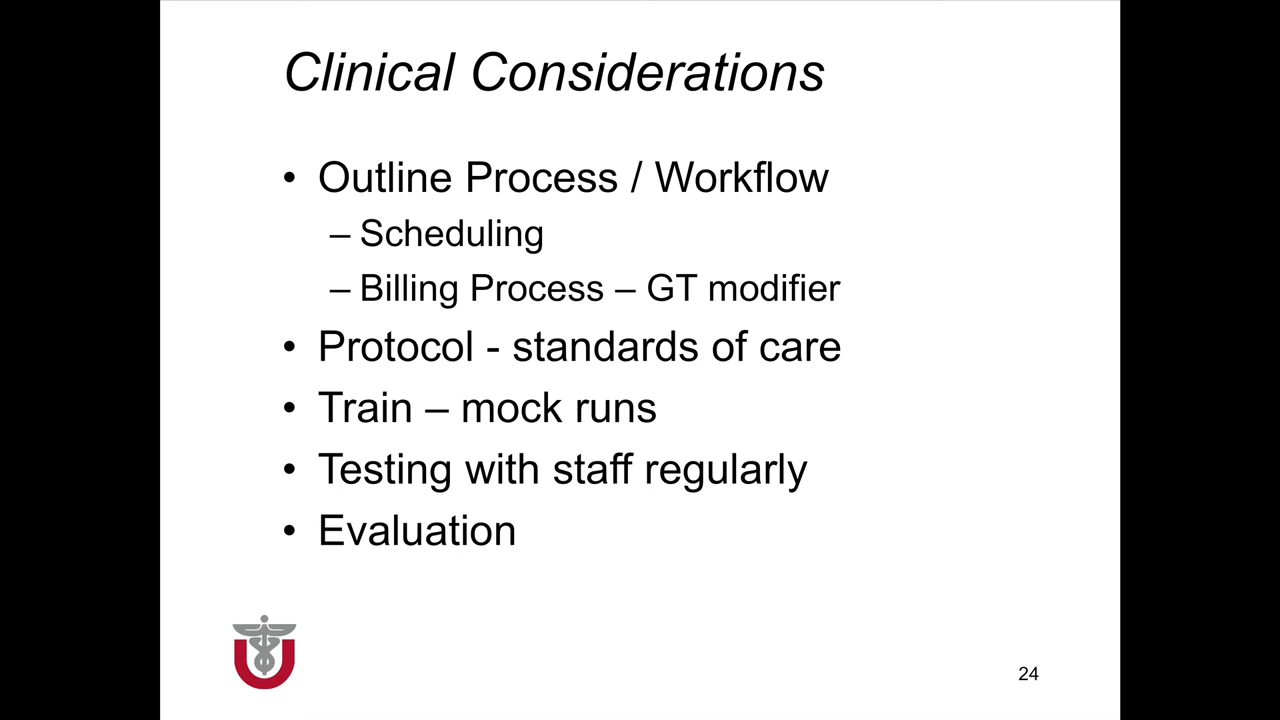 Clinical Considerations
• Outline Process / Workflow
– Scheduling
– Billing Process – GT modifier
• Protocol - standards of care
• Train – mock runs
• Testing with staff regularly
• Evaluation
24